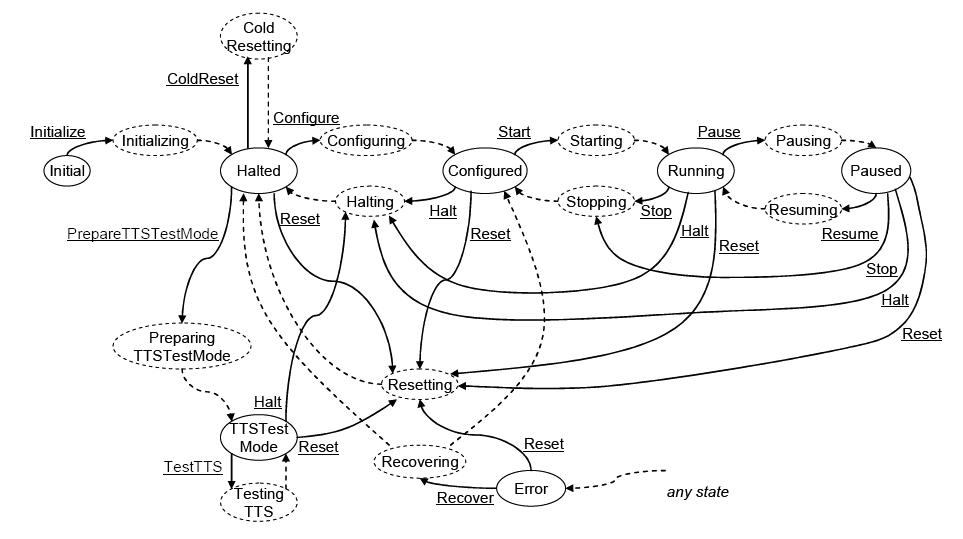 Cold
Resetting
ColdReset
Initialize
Initializing
Configure
Configuring
Start
Starting
Pause
Pausing
Initial
Halted
Configured
Running
Paused
Halting
Halt
Stopping
Stop
Resuming
Reset
Reset
Halt
Resume
PrepareTTSTestMode
Reset
Stop
Halt
Preparing
TTSTestMode
Reset
Resetting
Halt
TTSTest
Mode
Reset
Reset
TestTTS
Recovering
Testing
TTS
Recover
Error
any state